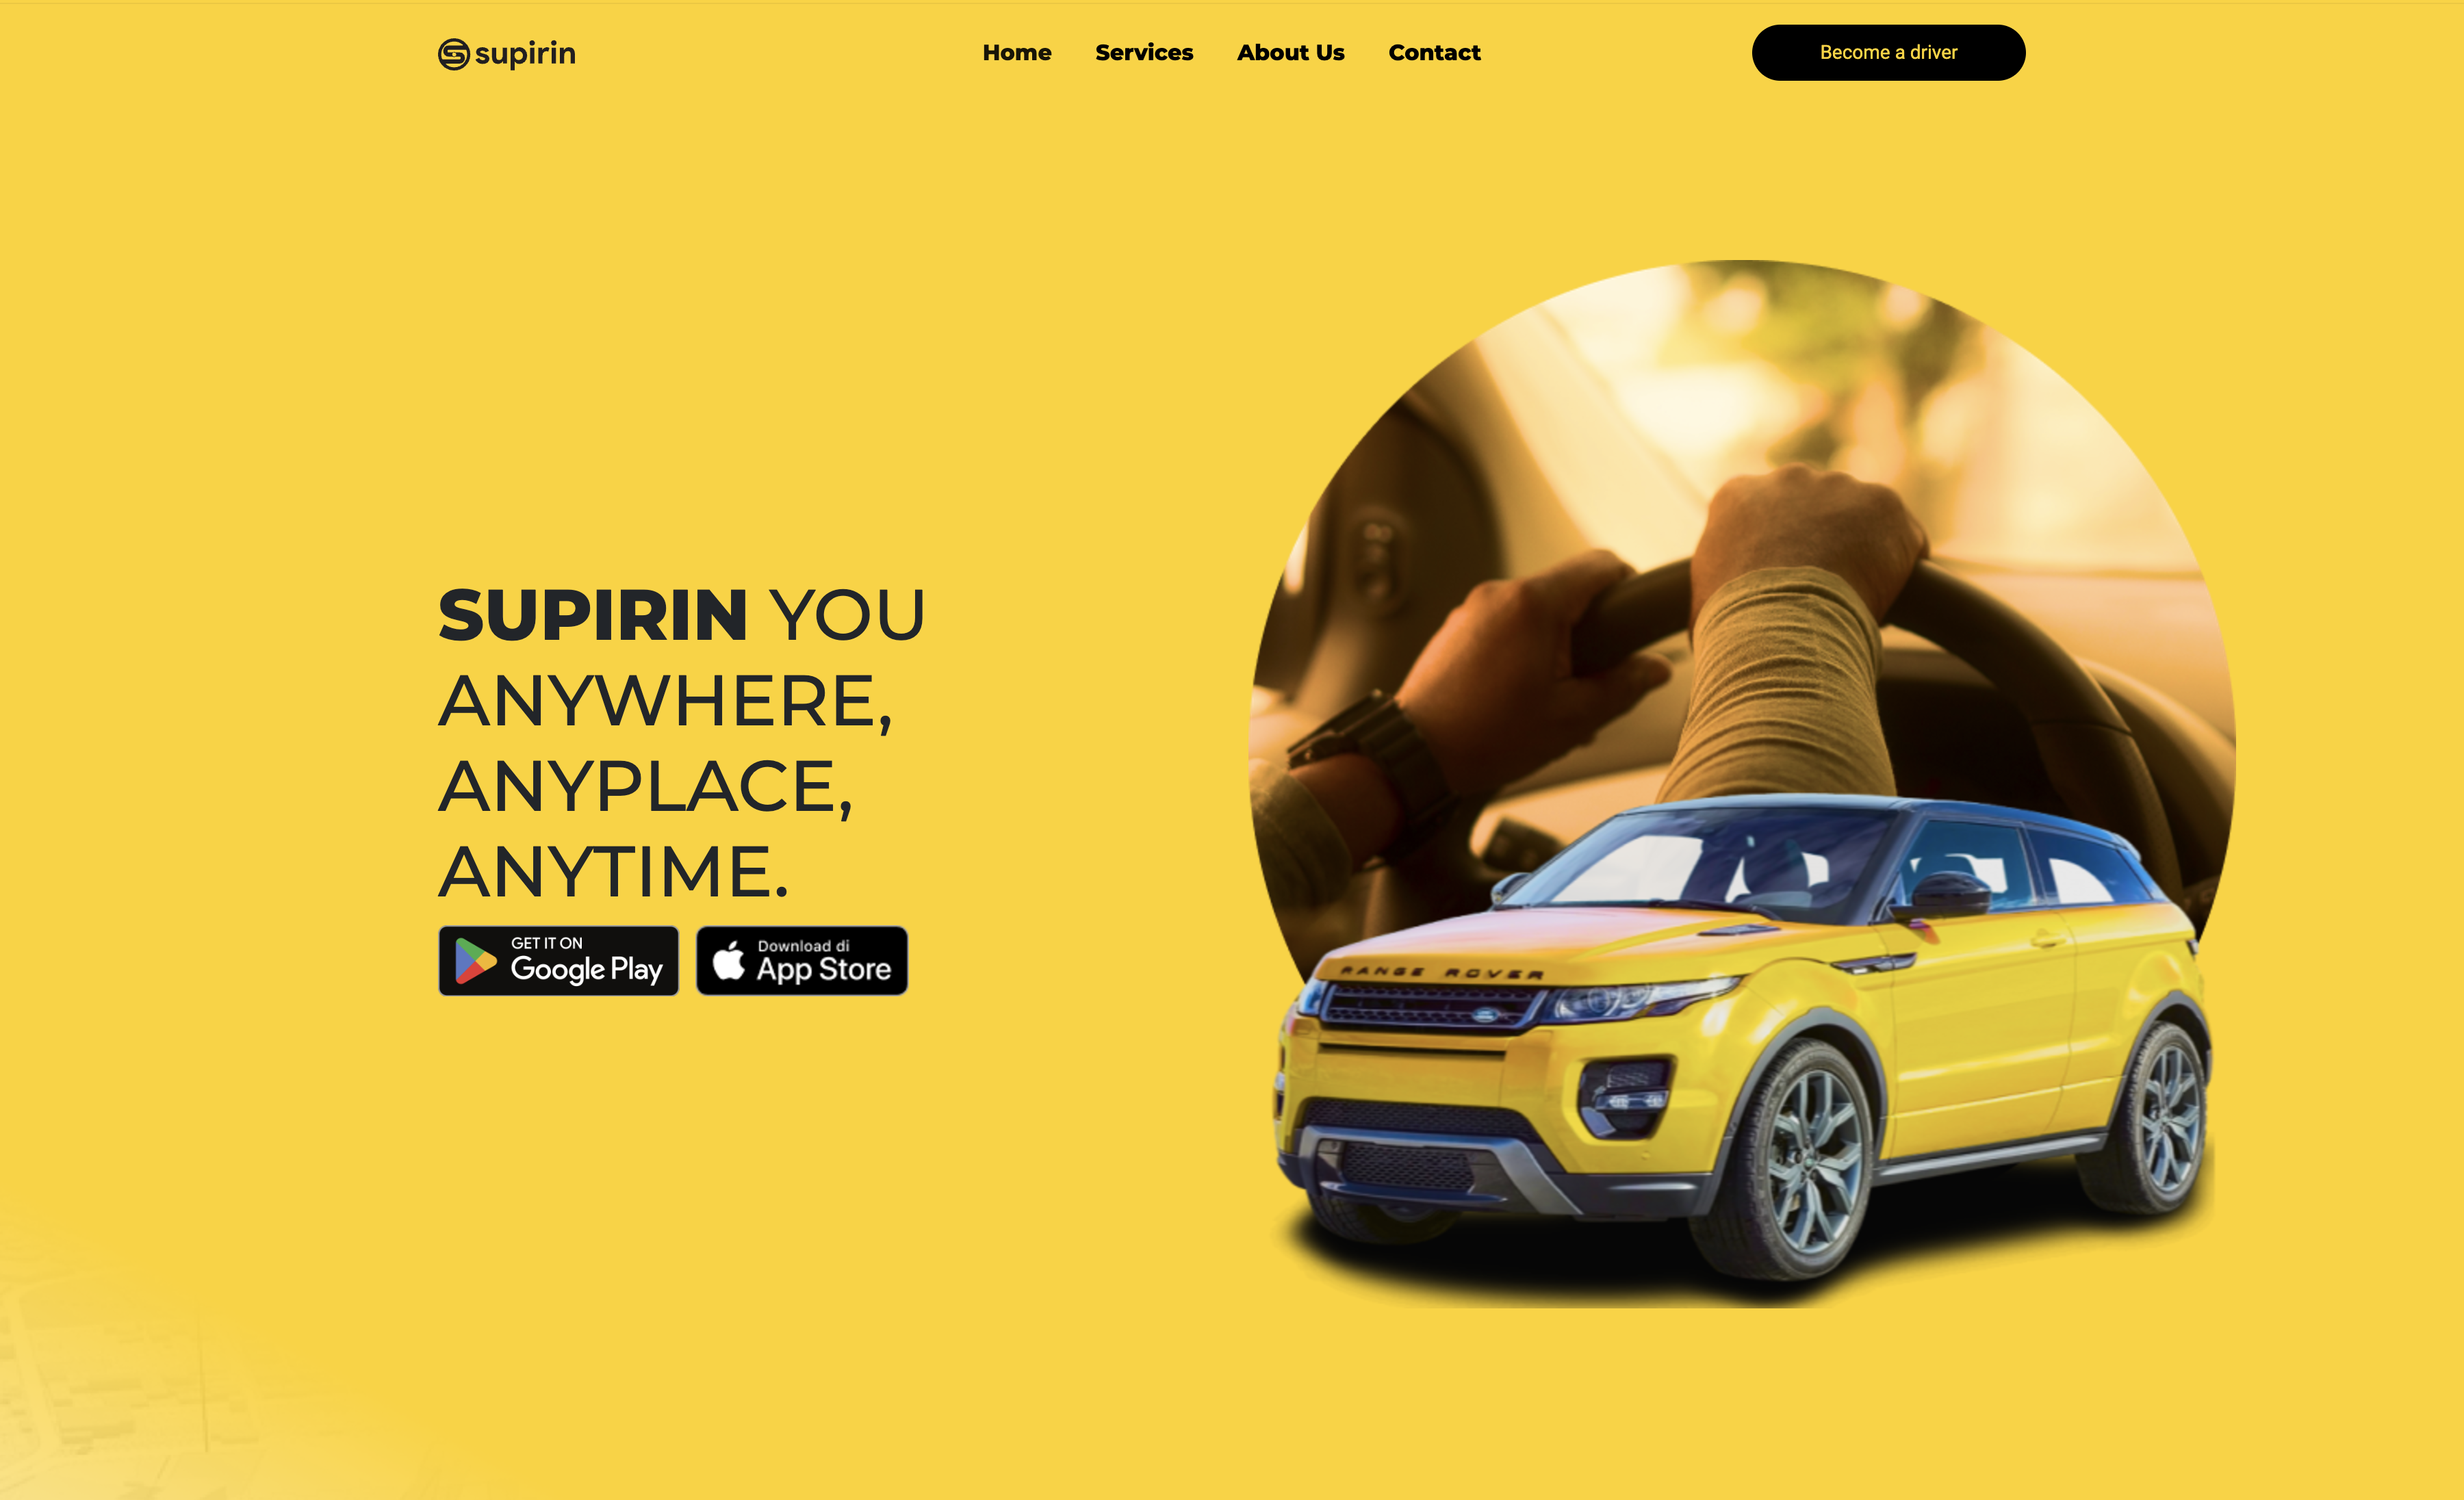 supirin
Home Services About Us Contact
Become a driver
SUPIRIN YOU
ANYWHERE,
ANYPLACE,
ANYTIME.
GET IT ON
Google Play
Download di
App Store
RANGE ROVER